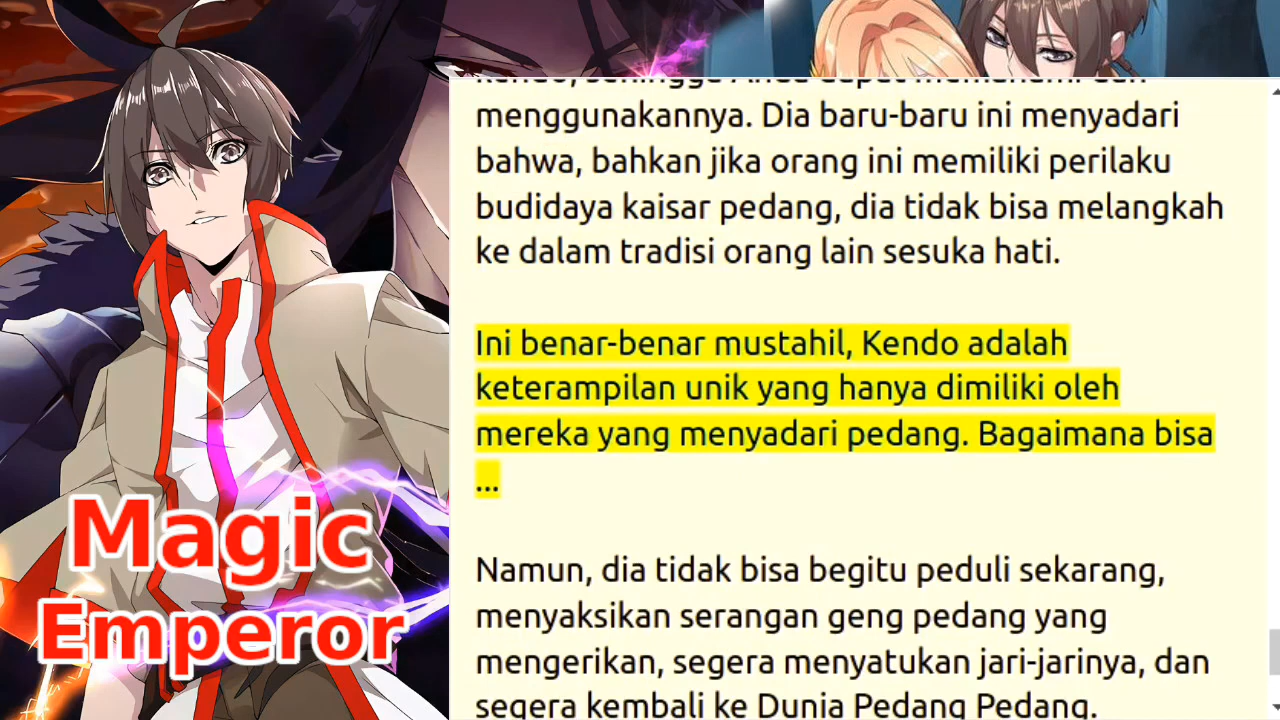 Magic
Emperor
menggunakannya. Dia baru-baru ini menyadari
bahwa, bahkan jika orang ini memiliki perilaku
budidaya kaisar pedang, dia tidak bisa melangkah
ke dalam tradisi orang lain sesuka hati.
Ini benar-benar mustahil, Kendo adalah
keterampilan unik yang hanya dimiliki oleh
mereka yang menyadari pedang. Bagaimana bisa
...
Namun, dia tidak bisa begitu peduli sekarang,
menyaksikan serangan geng pedang yang
mengerikan, segera menyatukan jari-jarinya, dan
segera kembali ke Dunia Pedang Pedang.